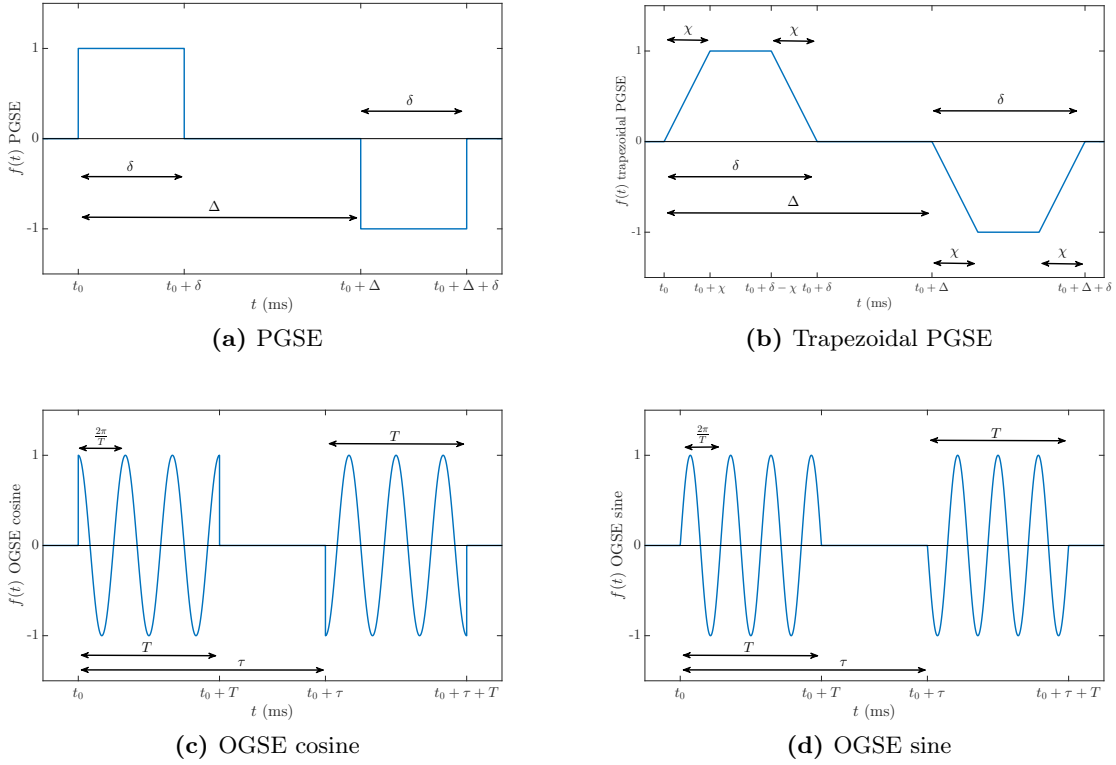 1
0
-1
f(t) PGSE
δ
δ
Δ
t₀
t₀ + δ
t₀ + Δ
t₀ + Δ + δ
t (ms)
(a) PGSE
1
0
-1
f(t) trapezoidal PGSE
χ
χ
δ
δ
Δ
χ
χ
t₀
t₀ + χ
t₀ + δ − χ
t₀ + δ
t₀ + Δ
t₀ + Δ + δ
t (ms)
(b) Trapezoidal PGSE
1
0
-1
f(t) OGSE cosine
2π/T
T
T
τ
t₀
t₀ + T
t₀ + τ
t₀ + τ + T
t (ms)
(c) OGSE cosine
1
0
-1
f(t) OGSE sine
2π/T
T
T
τ
t₀
t₀ + T
t₀ + τ
t₀ + τ + T
t (ms)
(d) OGSE sine